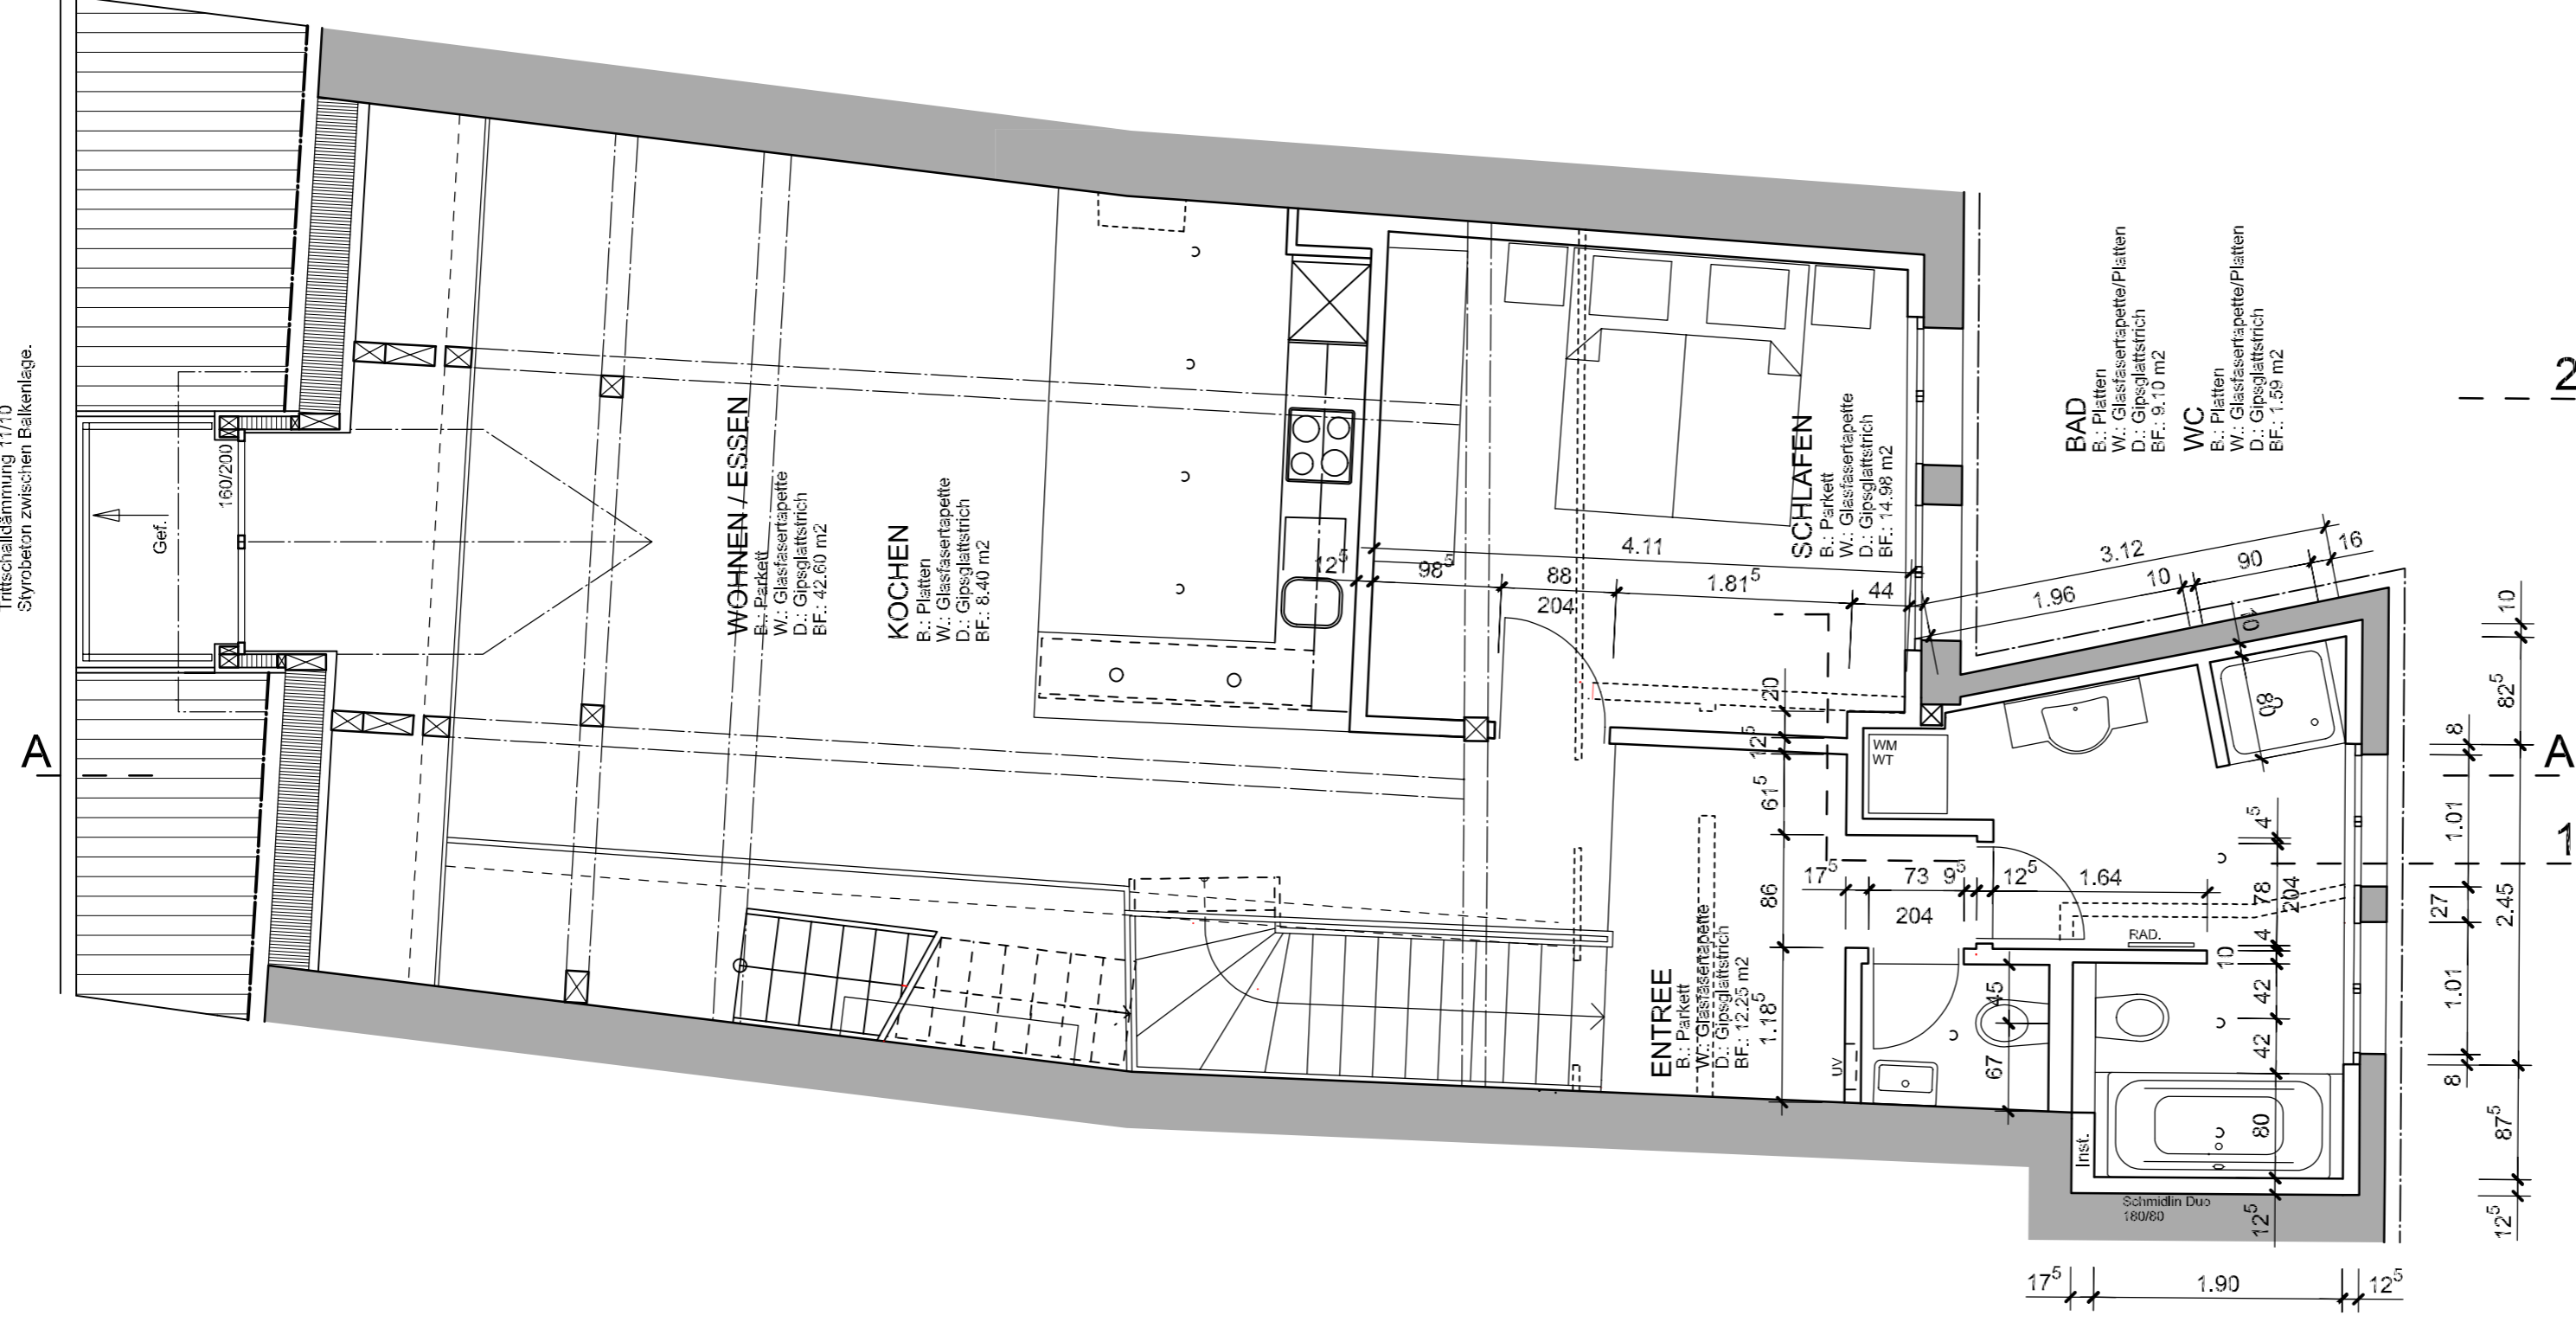 Trittschalldämmung 11/10
Styrobeton zwischen Balkenlage.
Gef.
160/200
WOHNEN / ESSEN
B.: Parkett
W.: Glasfasertapette
D.: Gipsglattstrich
BF.: 42.60 m2
KOCHEN
B.: Platten
W.: Glasfasertapette
D.: Gipsglattstrich
BF.: 8.40 m2
SCHLAFEN
B.: Parkett
W.: Glasfasertapette
D.: Gipsglattstrich
BF.: 14.98 m2
BAD
B.: Platten
W.: Glasfasertapette/Platten
D.: Gipsglattstrich
BF.: 9.10 m2
WC
B.: Platten
W.: Glasfasertapette/Platten
D.: Gipsglattstrich
BF.: 1.59 m2
ENTREE
B.: Parkett
W.: Glasfasertapette
D.: Gipsglattstrich
BF.: 12.25 m2
2
A
A
1
4.11
12⁵
98⁵
88
204
1.81⁵
44
3.12
1.96
10
90
16
10
80
20
12⁵
61⁵
86
1.18⁵
WM
WT
17⁵
73
204
9⁵
12⁵
1.64
4⁵
78
204
4
10
42
42
80
12⁵
RAD.
45
67
UV
Inst.
Schmidlin Duo
180/80
8
1.01
27
1.01
8
10
82⁵
2.45
87⁵
12⁵
17⁵
1.90
12⁵